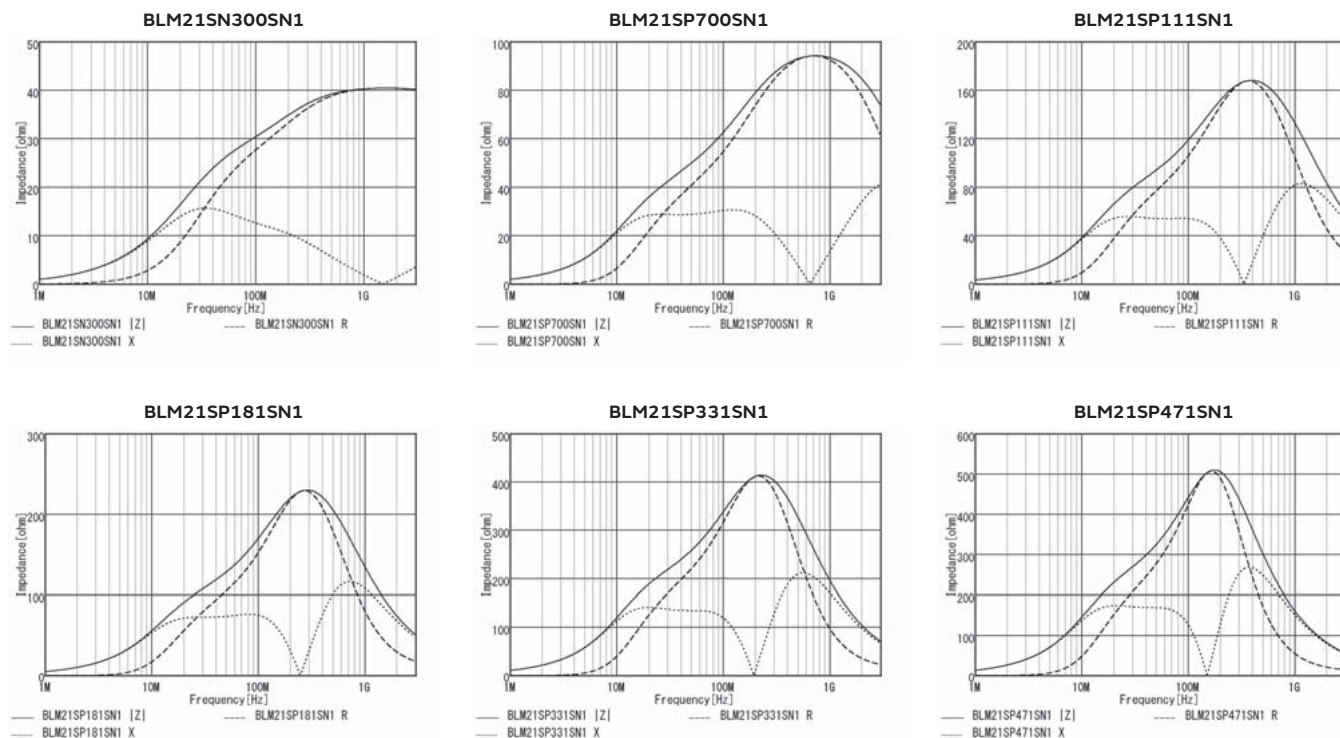 BLM21SN300SN1
50
40
30
20
10
0
Impedance[ohm]
1M 10M 100M 1G
Frequency[Hz]
BLM21SN300SN1 |Z| BLM21SN300SN1 R
BLM21SN300SN1 X
BLM21SP700SN1
100
80
60
40
20
0
Impedance[ohm]
1M 10M 100M 1G
Frequency[Hz]
BLM21SP700SN1 |Z| BLM21SP700SN1 R
BLM21SP700SN1 X
BLM21SP111SN1
200
160
120
80
40
0
Impedance[ohm]
1M 10M 100M 1G
Frequency[Hz]
BLM21SP111SN1 |Z| BLM21SP111SN1 R
BLM21SP111SN1 X
BLM21SP181SN1
300
200
100
0
Impedance[ohm]
1M 10M 100M 1G
Frequency[Hz]
BLM21SP181SN1 |Z| BLM21SP181SN1 R
BLM21SP181SN1 X
BLM21SP331SN1
500
400
300
200
100
0
Impedance[ohm]
1M 10M 100M 1G
Frequency[Hz]
BLM21SP331SN1 |Z| BLM21SP331SN1 R
BLM21SP331SN1 X
BLM21SP471SN1
600
500
400
300
200
100
0
Impedance[ohm]
1M 10M 100M 1G
Frequency[Hz]
BLM21SP471SN1 |Z| BLM21SP471SN1 R
BLM21SP471SN1 X